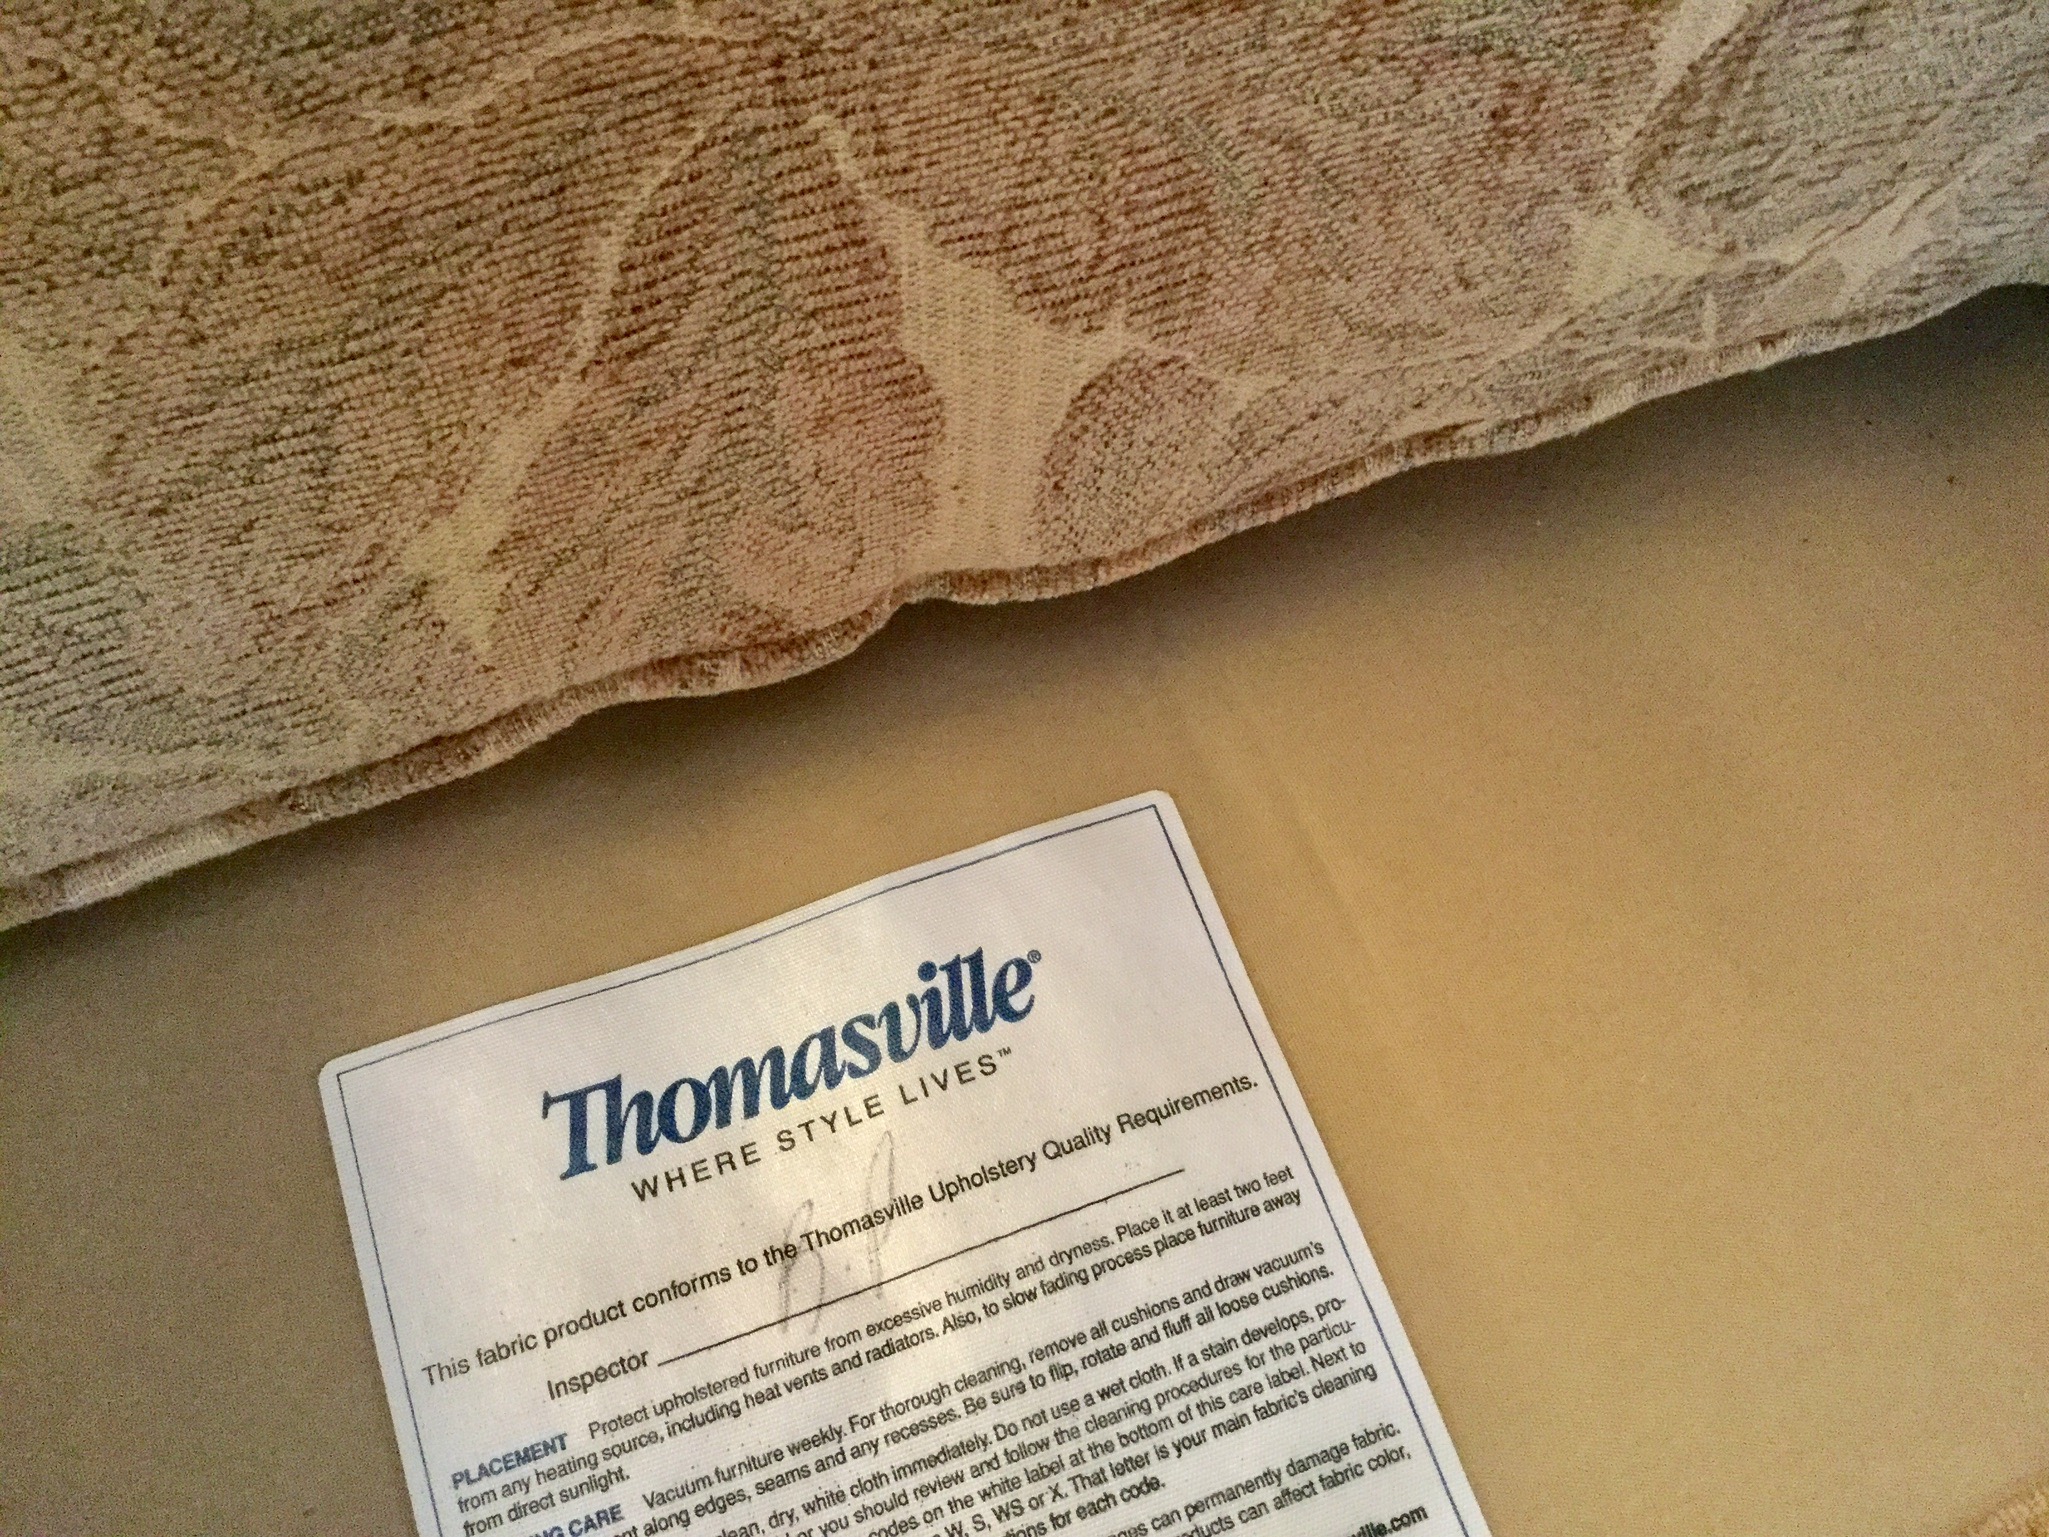 Thomasville®
WHERE STYLE LIVES™
This fabric product conforms to the Thomasville Upholstery Quality Requirements.
Inspector
PLACEMENT Protect upholstered furniture from excessive humidity and dryness. Place it at least two feet
from any heating source, including heat vents and radiators. Also, to slow fading process place furniture away
from direct sunlight.
CARE Vacuum furniture weekly. For thorough cleaning, remove all cushions and draw vacuum's
along edges, seams and any recesses. Be sure to flip, rotate and fluff all loose cushions.
dry, white cloth immediately. Do not use a wet cloth. If a stain develops, pro-
you should review and follow the cleaning procedures for the particu-
codes on the white label at the bottom of this care label. Next to
W, S, WS or X. That letter is your main fabric's cleaning
for each code.
can permanently damage fabric.
can affect fabric color,